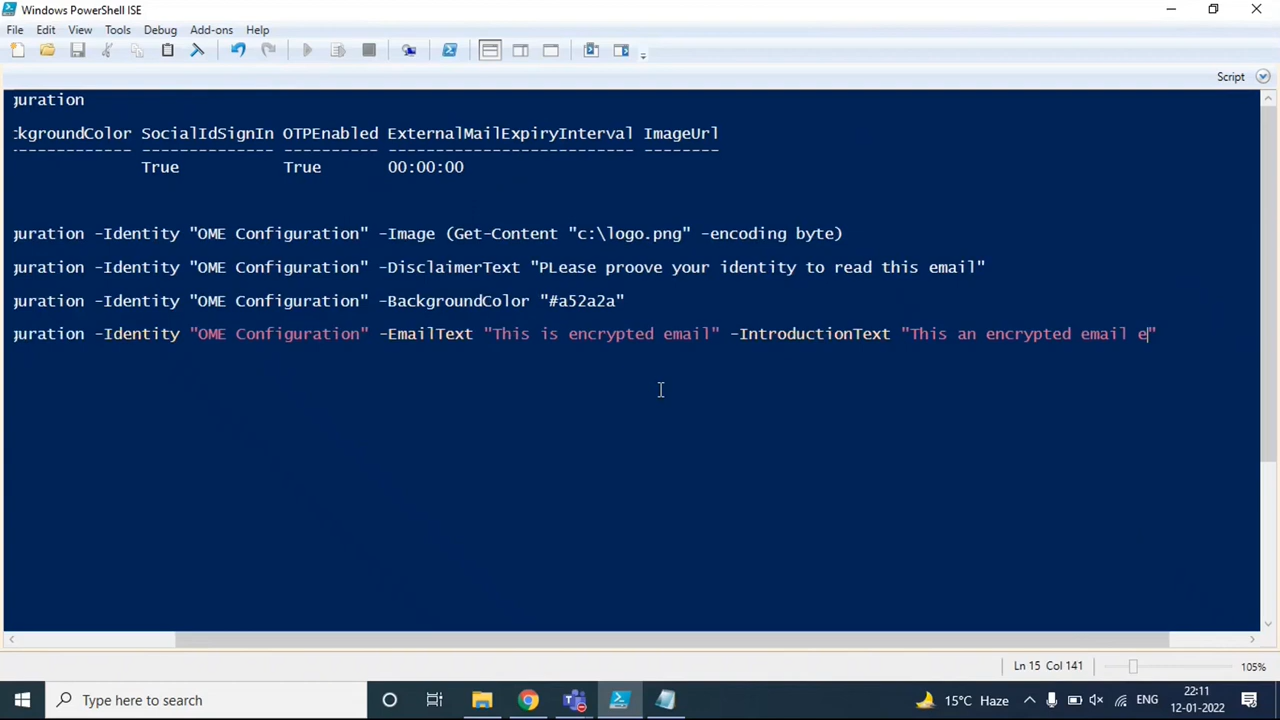 Windows PowerShell ISE
File Edit View Tools Debug Add-ons Help
Script
guration
kgroundColor SocialIdSignIn OTPEnabled ExternalMailExpiryInterval ImageUrl
------------ -------------- ---------- -------------------------- --------
True True 00:00:00
guration -Identity "OME Configuration" -Image (Get-Content "c:\logo.png" -encoding byte)
guration -Identity "OME Configuration" -DisclaimerText "PLease proove your identity to read this email"
guration -Identity "OME Configuration" -BackgroundColor "#a52a2a"
guration -Identity "OME Configuration" -EmailText "This is encrypted email" -IntroductionText "This an encrypted email e"
Ln 15 Col 141 105%
Type here to search
15°C Haze
ENG
22:11
12-01-2022